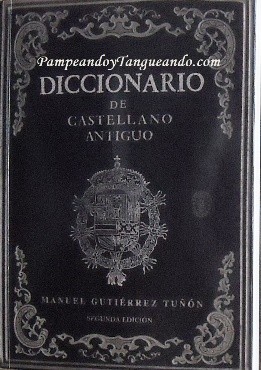 PampeandoyTangueando.com
DICCIONARIO
DE
CASTELLANO
ANTIGUO
MANUEL GUTIÉRREZ TUÑÓN
SEGUNDA EDICIÓN